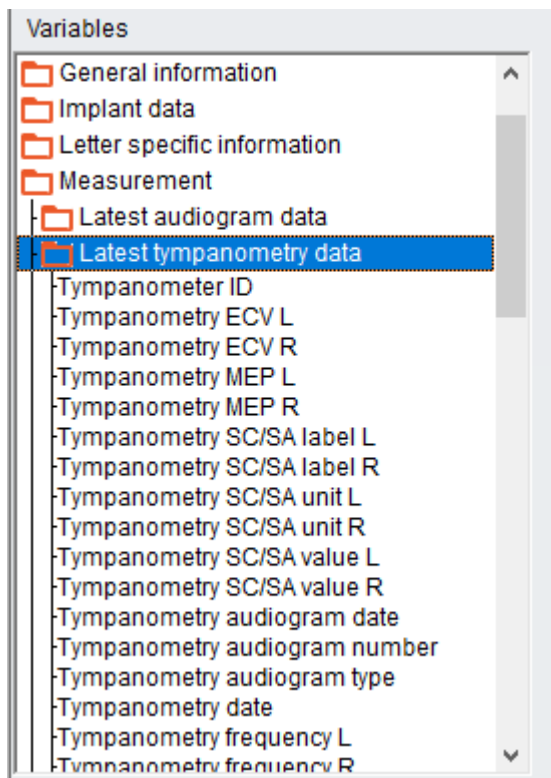 Variables
General information
Implant data
Letter specific information
Measurement
Latest audiogram data
Latest tympanometry data
Tympanometer ID
Tympanometry ECV L
Tympanometry ECV R
Tympanometry MEP L
Tympanometry MEP R
Tympanometry SC/SA label L
Tympanometry SC/SA label R
Tympanometry SC/SA unit L
Tympanometry SC/SA unit R
Tympanometry SC/SA value L
Tympanometry SC/SA value R
Tympanometry audiogram date
Tympanometry audiogram number
Tympanometry audiogram type
Tympanometry date
Tympanometry frequency L
Tympanometry frequency R